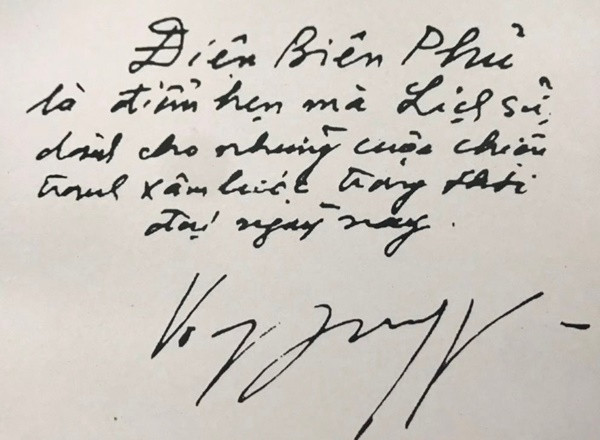 Điện Biên Phủ
là điểm hẹn mà Lịch sử
dành cho những cuộc chiến
tranh xâm lược trong thời
đại ngày nay.